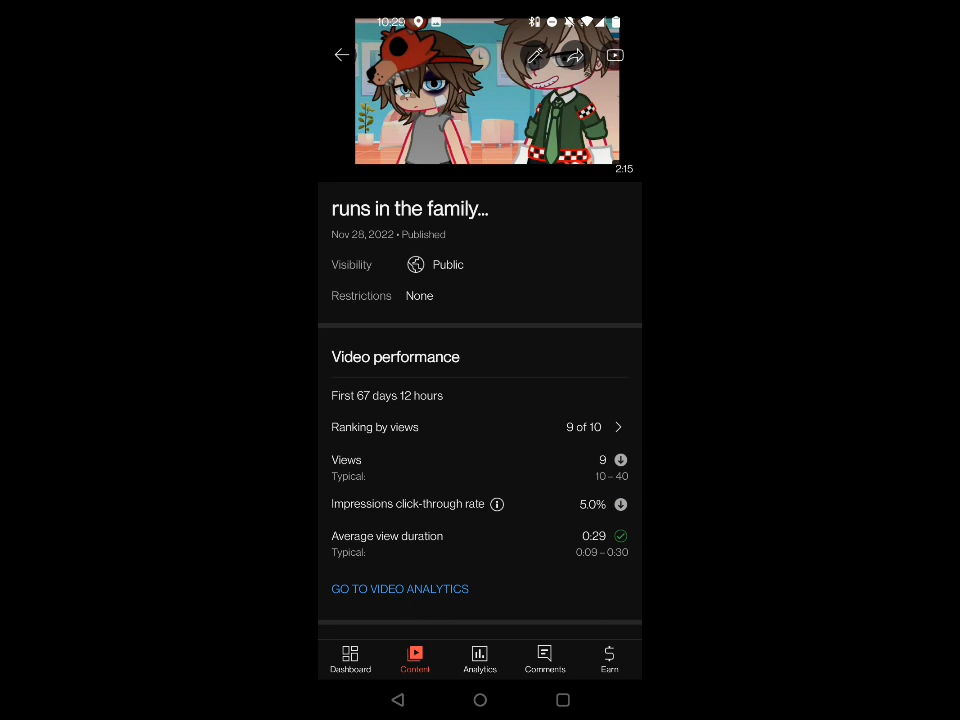 10:29
2:15
runs in the family...
Nov 28, 2022 • Published
Visibility Public
Restrictions None
Video performance
First 67 days 12 hours
Ranking by views 9 of 10
Views 9
Typical: 10 – 40
Impressions click-through rate 5.0%
Average view duration 0:29
Typical: 0:09 – 0:30
GO TO VIDEO ANALYTICS
Dashboard Content Analytics Comments Earn